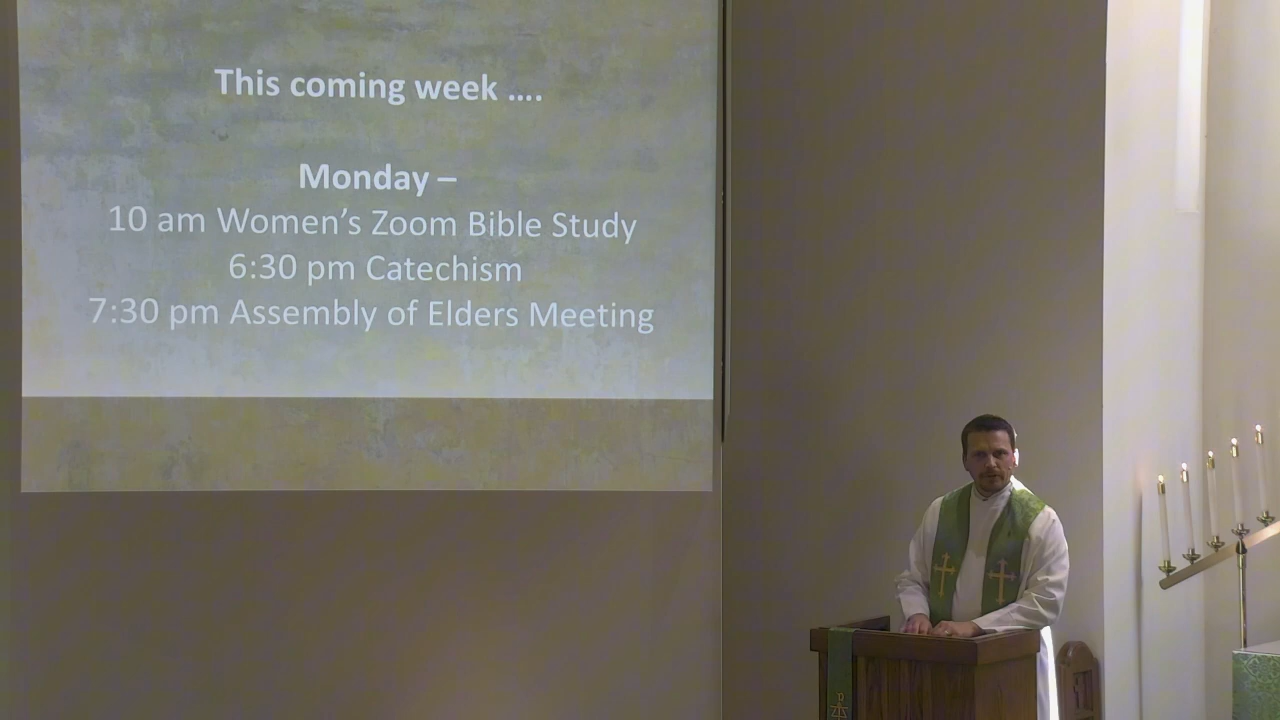 This coming week ....
Monday –
10 am Women’s Zoom Bible Study
6:30 pm Catechism
7:30 pm Assembly of Elders Meeting